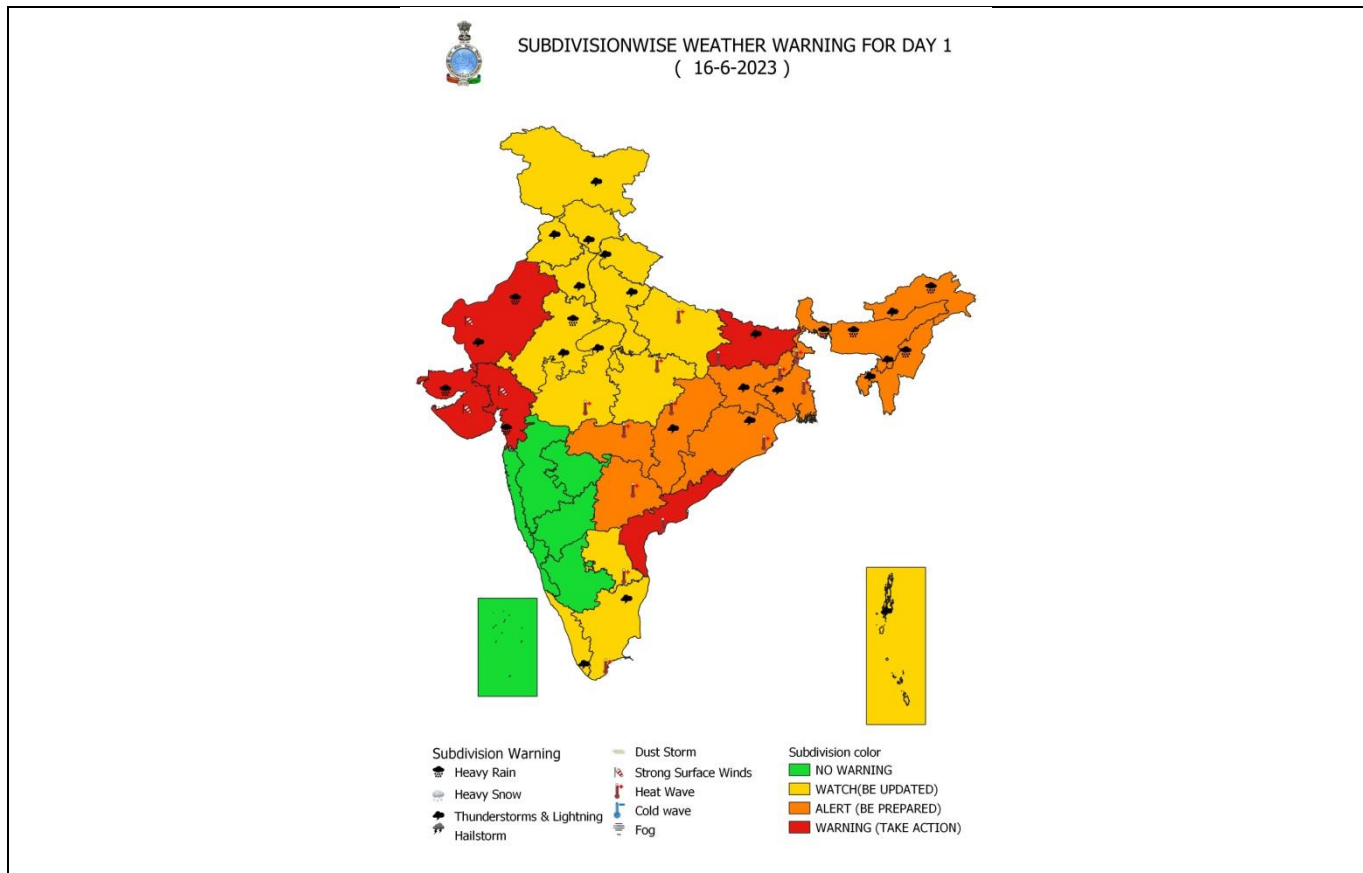 SUBDIVISIONWISE WEATHER WARNING FOR DAY 1
( 16-6-2023 )
Subdivision Warning
Heavy Rain
Heavy Snow
Thunderstorms & Lightning
Hailstorm
Dust Storm
Strong Surface Winds
Heat Wave
Cold wave
Fog
Subdivision color
NO WARNING
WATCH(BE UPDATED)
ALERT (BE PREPARED)
WARNING (TAKE ACTION)